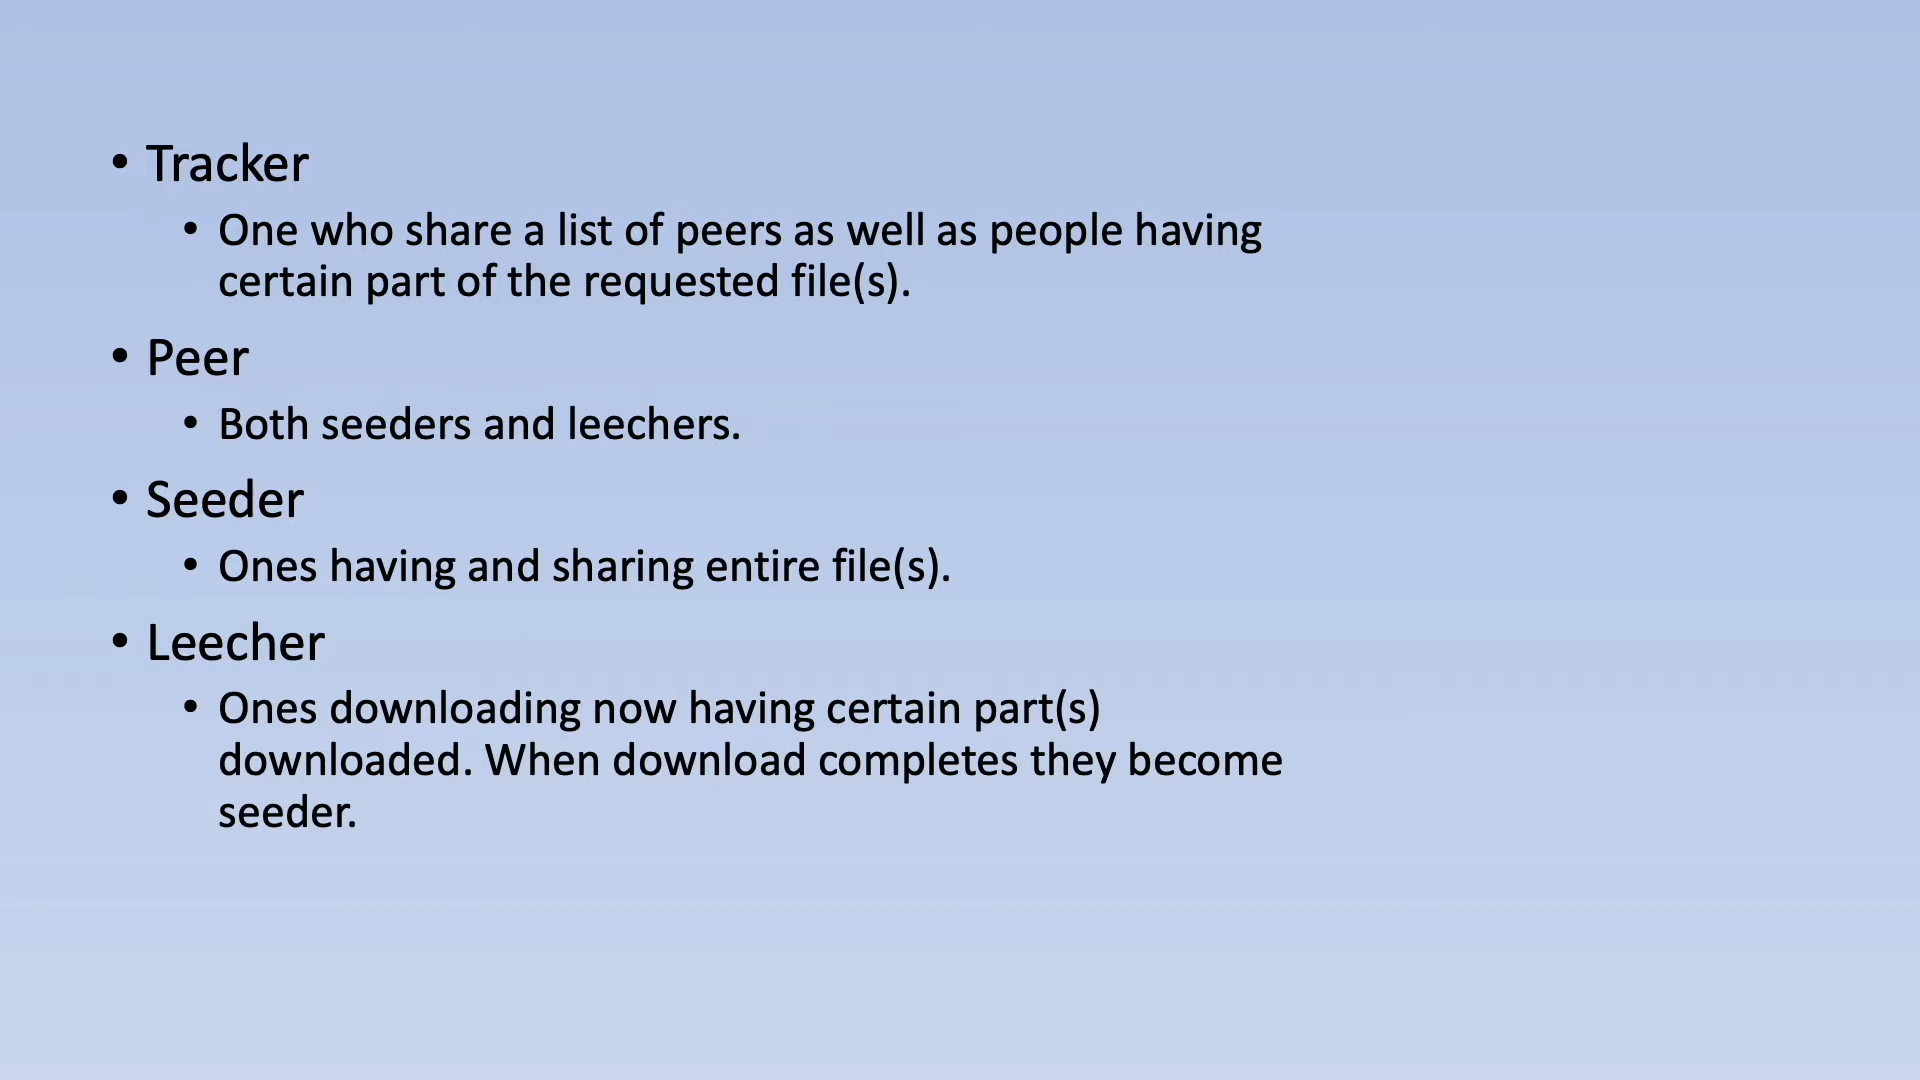 • Tracker
• One who share a list of peers as well as people having
certain part of the requested file(s).
• Peer
• Both seeders and leechers.
• Seeder
• Ones having and sharing entire file(s).
• Leecher
• Ones downloading now having certain part(s)
downloaded. When download completes they become
seeder.